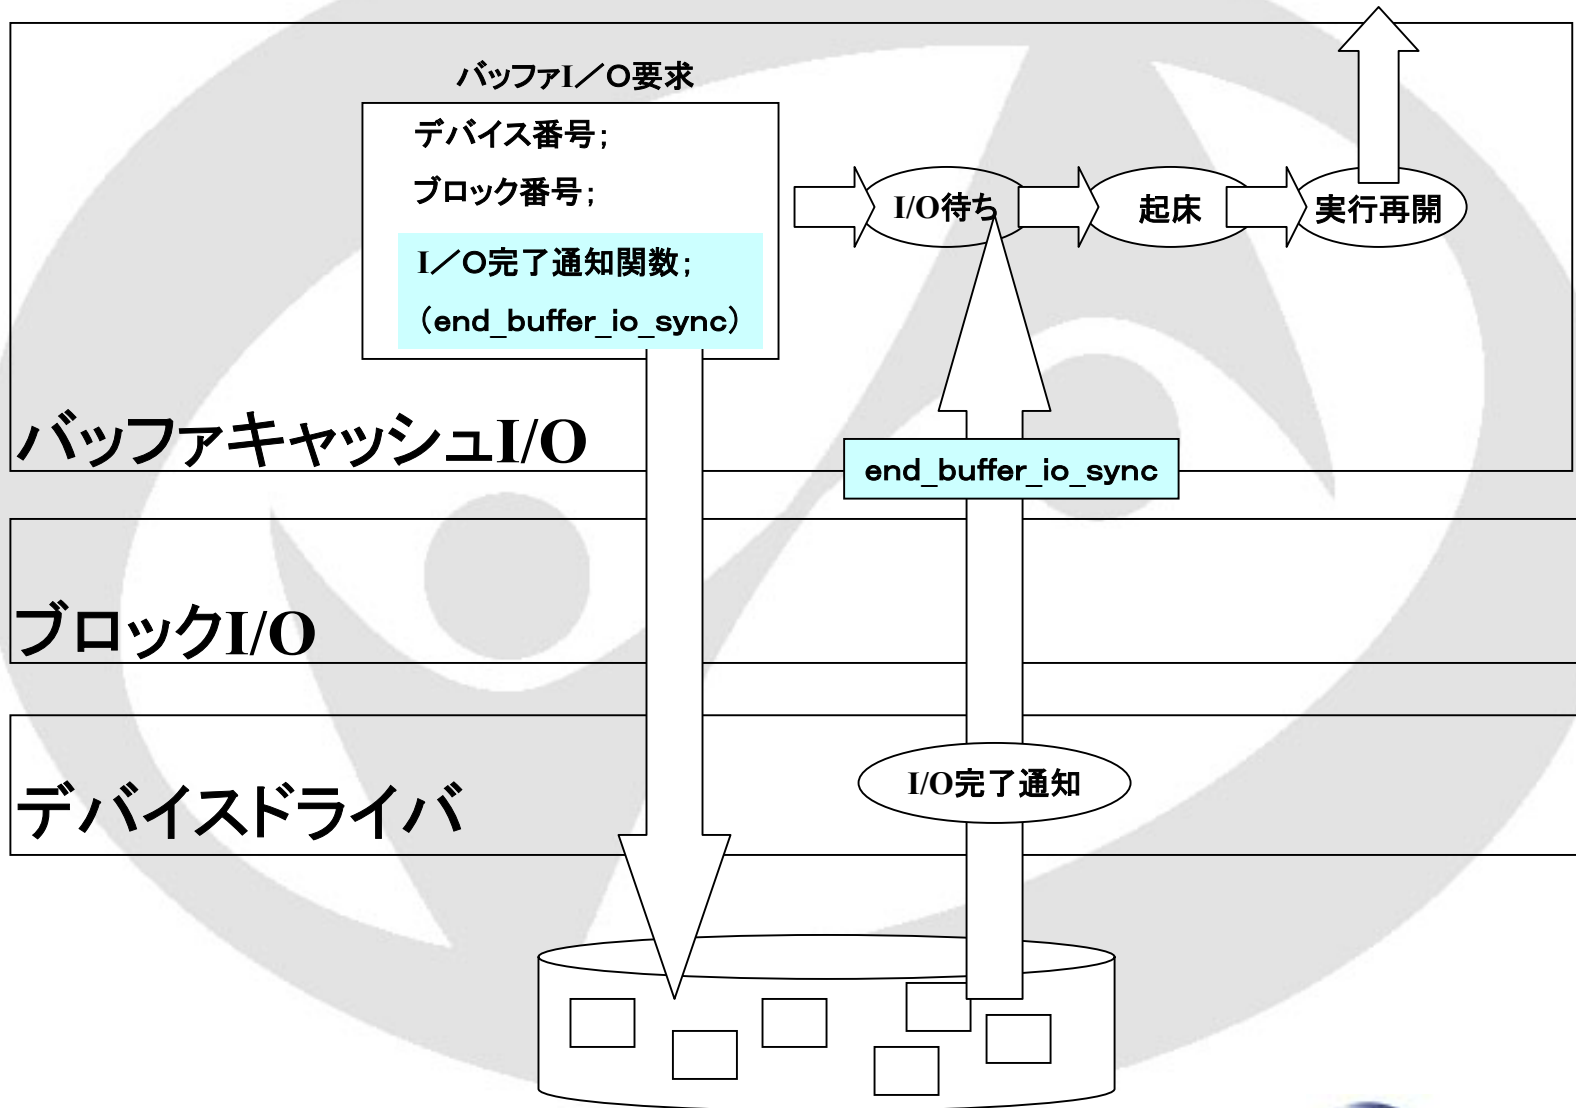 バッファI／O要求
デバイス番号；
ブロック番号；
I／O完了通知関数；
（end_buffer_io_sync）
I/O待ち
起床
実行再開
バッファキャッシュI/O
end_buffer_io_sync
ブロックI/O
デバイスドライバ
I/O完了通知